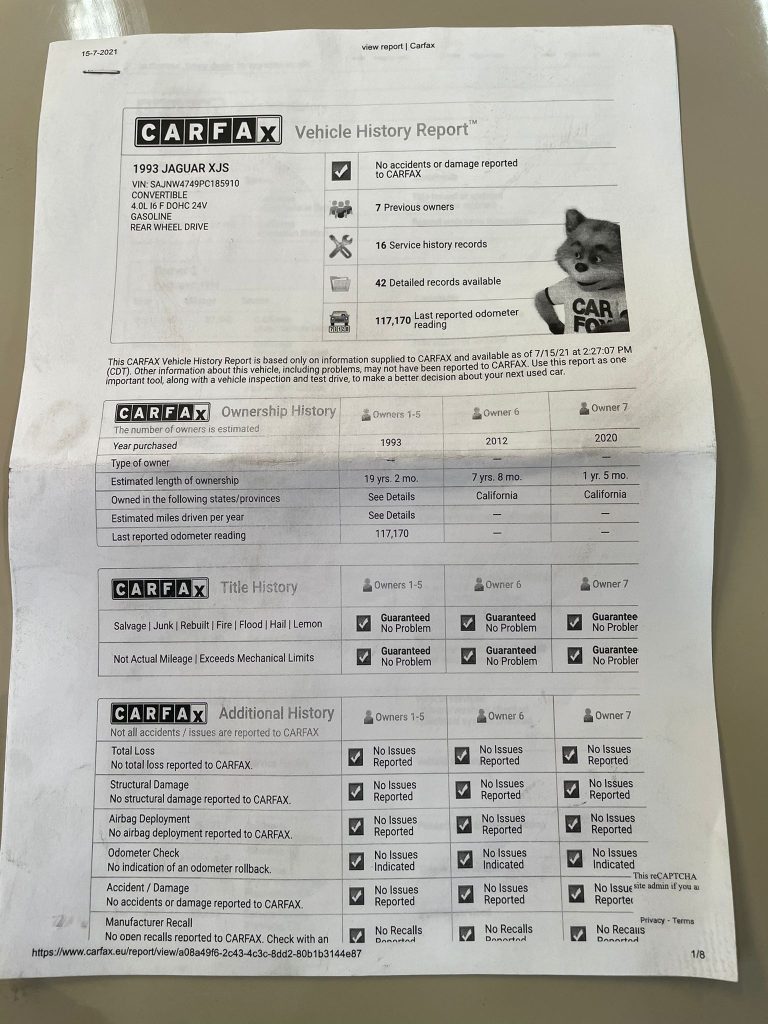 15-7-2021
view report | Carfax
CARFAX Vehicle History Report™
1993 JAGUAR XJS
VIN: SAJNW4749PC185910
CONVERTIBLE
4.0L I6 F DOHC 24V
GASOLINE
REAR WHEEL DRIVE
No accidents or damage reported
to CARFAX
7 Previous owners
16 Service history records
42 Detailed records available
117,170 Last reported odometer
reading
CAR
FOX
This CARFAX Vehicle History Report is based only on information supplied to CARFAX and available as of 7/15/21 at 2:27:07 PM
(CDT). Other information about this vehicle, including problems, may not have been reported to CARFAX. Use this report as one
important tool, along with a vehicle inspection and test drive, to make a better decision about your next used car.
CARFAX Ownership History Owners 1-5 Owner 6 Owner 7
The number of owners is estimated
Year purchased 1993 2012 2020
Type of owner — — —
Estimated length of ownership 19 yrs. 2 mo. 7 yrs. 8 mo. 1 yr. 5 mo.
Owned in the following states/provinces See Details California California
Estimated miles driven per year See Details — —
Last reported odometer reading 117,170 — —
CARFAX Title History Owners 1-5 Owner 6 Owner 7
Salvage | Junk | Rebuilt | Fire | Flood | Hail | Lemon Guaranteed Guaranteed Guarantee
No Problem No Problem No Probler
Not Actual Mileage | Exceeds Mechanical Limits Guaranteed Guaranteed Guarantee
No Problem No Problem No Probler
CARFAX Additional History Owners 1-5 Owner 6 Owner 7
Not all accidents / issues are reported to CARFAX
Total Loss No Issues No Issues No Issues
No total loss reported to CARFAX. Reported Reported Reported
Structural Damage No Issues No Issues No Issues
No structural damage reported to CARFAX. Reported Reported Reported
Airbag Deployment No Issues No Issues No Issues
No airbag deployment reported to CARFAX. Reported Reported Reported
Odometer Check No Issues No Issues No Issues
No indication of an odometer rollback. Indicated Indicated Indicated
This reCAPTCHA
Accident / Damage No Issues No Issues No Issue site admin if you a
No accidents or damage reported to CARFAX. Reported Reported Reporte
Privacy - Terms
Manufacturer Recall No Recalls No Recalls No Recalls
No open recalls reported to CARFAX. Check with an Reported Reported Reported
https://www.carfax.eu/report/view/a08a49f6-2c43-4c3c-8dd2-80b1b3144e87
1/8